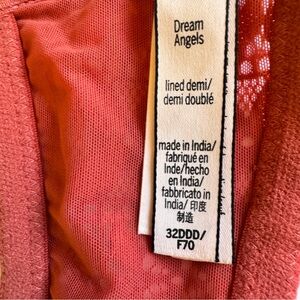 Dream
Angels
lined demi/
demi doublé
made in India/
fabriqué en
Inde/hecho
en India/
fabbricato in
India/ 印度
制造
32DDD/
F70